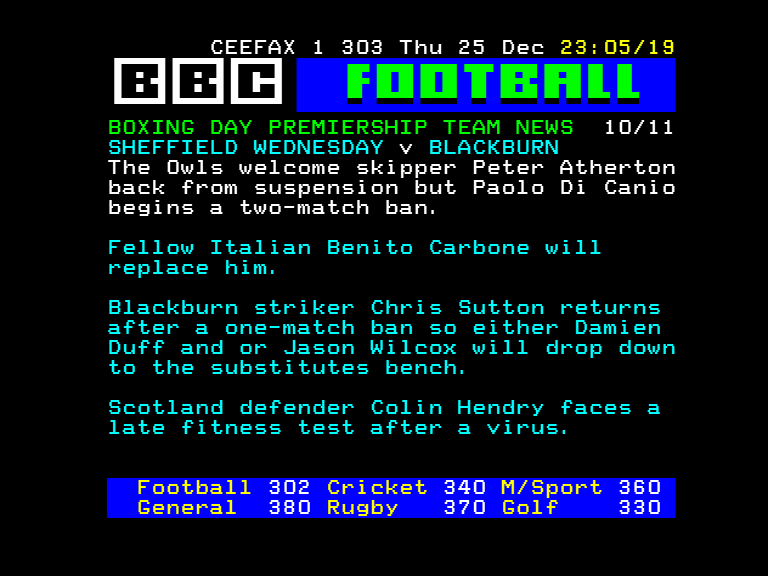 CEEFAX 1 303 Thu 25 Dec 23:05/19
BBC FOOTBALL
BOXING DAY PREMIERSHIP TEAM NEWS 10/11
SHEFFIELD WEDNESDAY v BLACKBURN
The Owls welcome skipper Peter Atherton
back from suspension but Paolo Di Canio
begins a two-match ban.
Fellow Italian Benito Carbone will
replace him.
Blackburn striker Chris Sutton returns
after a one-match ban so either Damien
Duff and or Jason Wilcox will drop down
to the substitutes bench.
Scotland defender Colin Hendry faces a
late fitness test after a virus.
Football 302 Cricket 340 M/Sport 360
General 380 Rugby 370 Golf 330